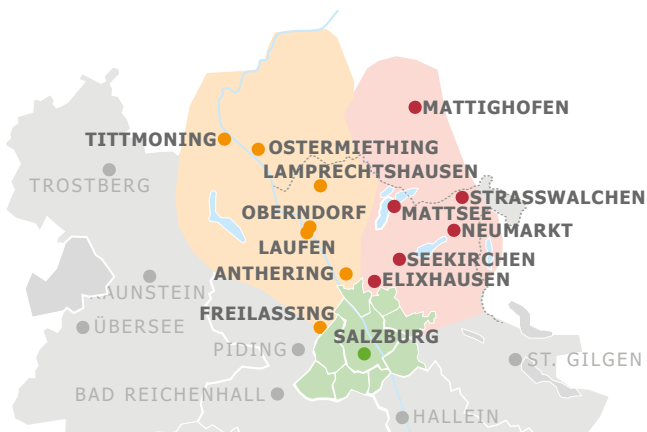 MATTIGHOFEN
TITTMONING
OSTERMIETHING
LAMPRECHTSHAUSEN
TROSTBERG
STRASSWALCHEN
OBERNDORF
MATTSEE
NEUMARKT
LAUFEN
SEEKIRCHEN
ANTHERING
ELIXHAUSEN
AUNSTEIN
FREILASSING
ÜBERSEE
SALZBURG
PIDING
ST. GILGEN
BAD REICHENHALL
HALLEIN